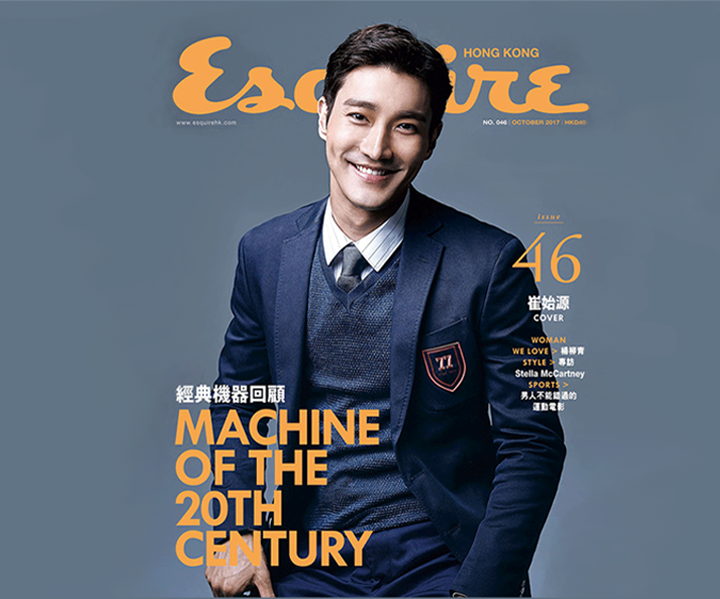 HONG KONG
Esquire
www.esquirehk.com
NO. 046 | OCTOBER 2017 | HKD40
issue
46
崔始源
COVER
WOMAN
WE LOVE > 楊柳青
STYLE > 專訪
Stella McCartney
SPORTS >
男人不能錯過的
運動電影
77
經典機器回顧
MACHINE
OF THE
20TH
CENTURY